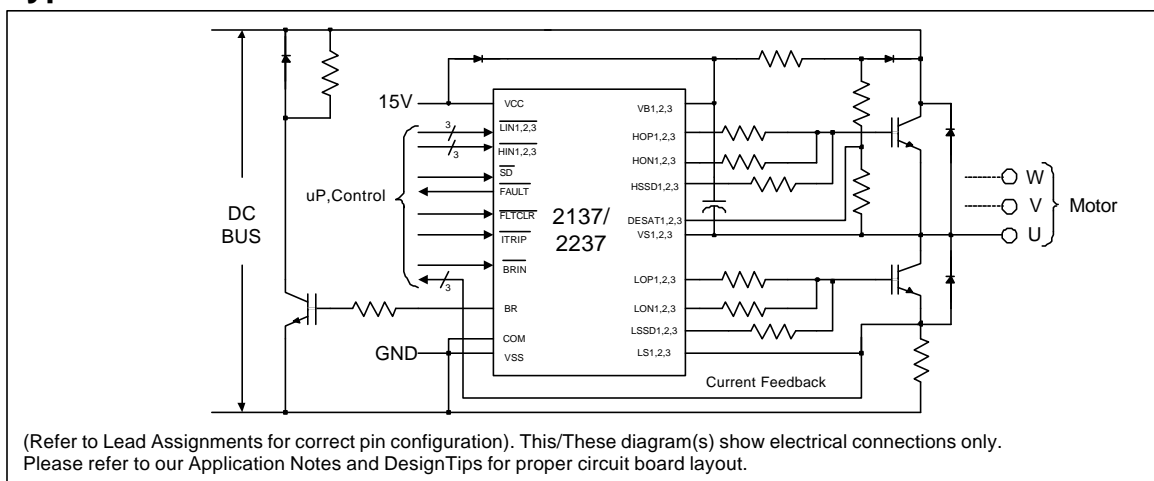 15V
VCC
LIN1,2,3
3
HIN1,2,3
3
SD
FAULT
FLTCLR
ITRIP
BRIN
3
BR
COM
VSS
uP,Control
GND
DC
BUS
2137/
2237
VB1,2,3
HOP1,2,3
HON1,2,3
HSSD1,2,3
DESAT1,2,3
VS1,2,3
LOP1,2,3
LON1,2,3
LSSD1,2,3
LS1,2,3
W
V
U
Motor
Current Feedback
(Refer to Lead Assignments for correct pin configuration). This/These diagram(s) show electrical connections only.
Please refer to our Application Notes and DesignTips for proper circuit board layout.